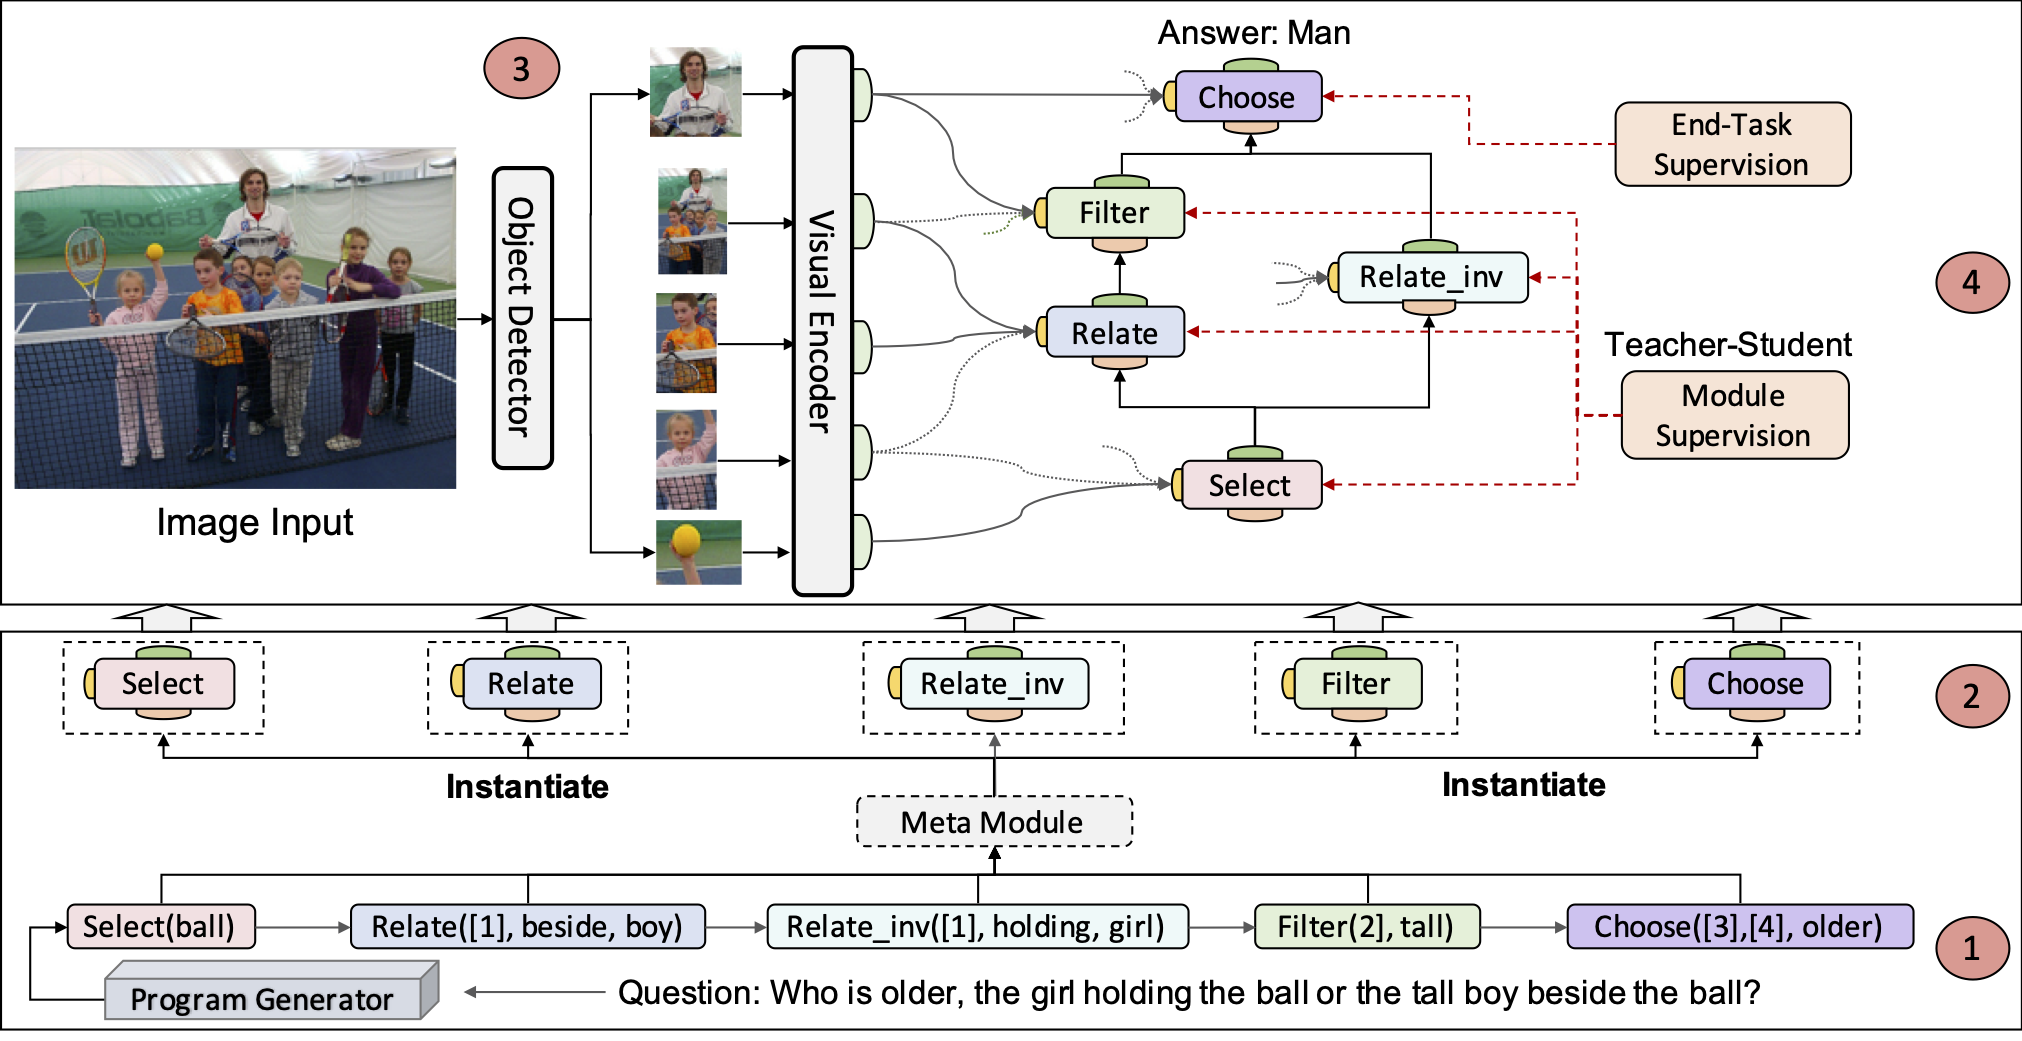 3
Answer: Man
Choose
End-Task
Supervision
Object Detector
Visual Encoder
Filter
Relate_inv
4
Relate
Teacher-Student
Module
Supervision
Select
Image Input
Babolat
Select
Relate
Relate_inv
Filter
Choose
2
Instantiate
Instantiate
Meta Module
Select(ball)
Relate([1], beside, boy)
Relate_inv([1], holding, girl)
Filter(2], tall)
Choose([3],[4], older)
1
Program Generator
Question: Who is older, the girl holding the ball or the tall boy beside the ball?